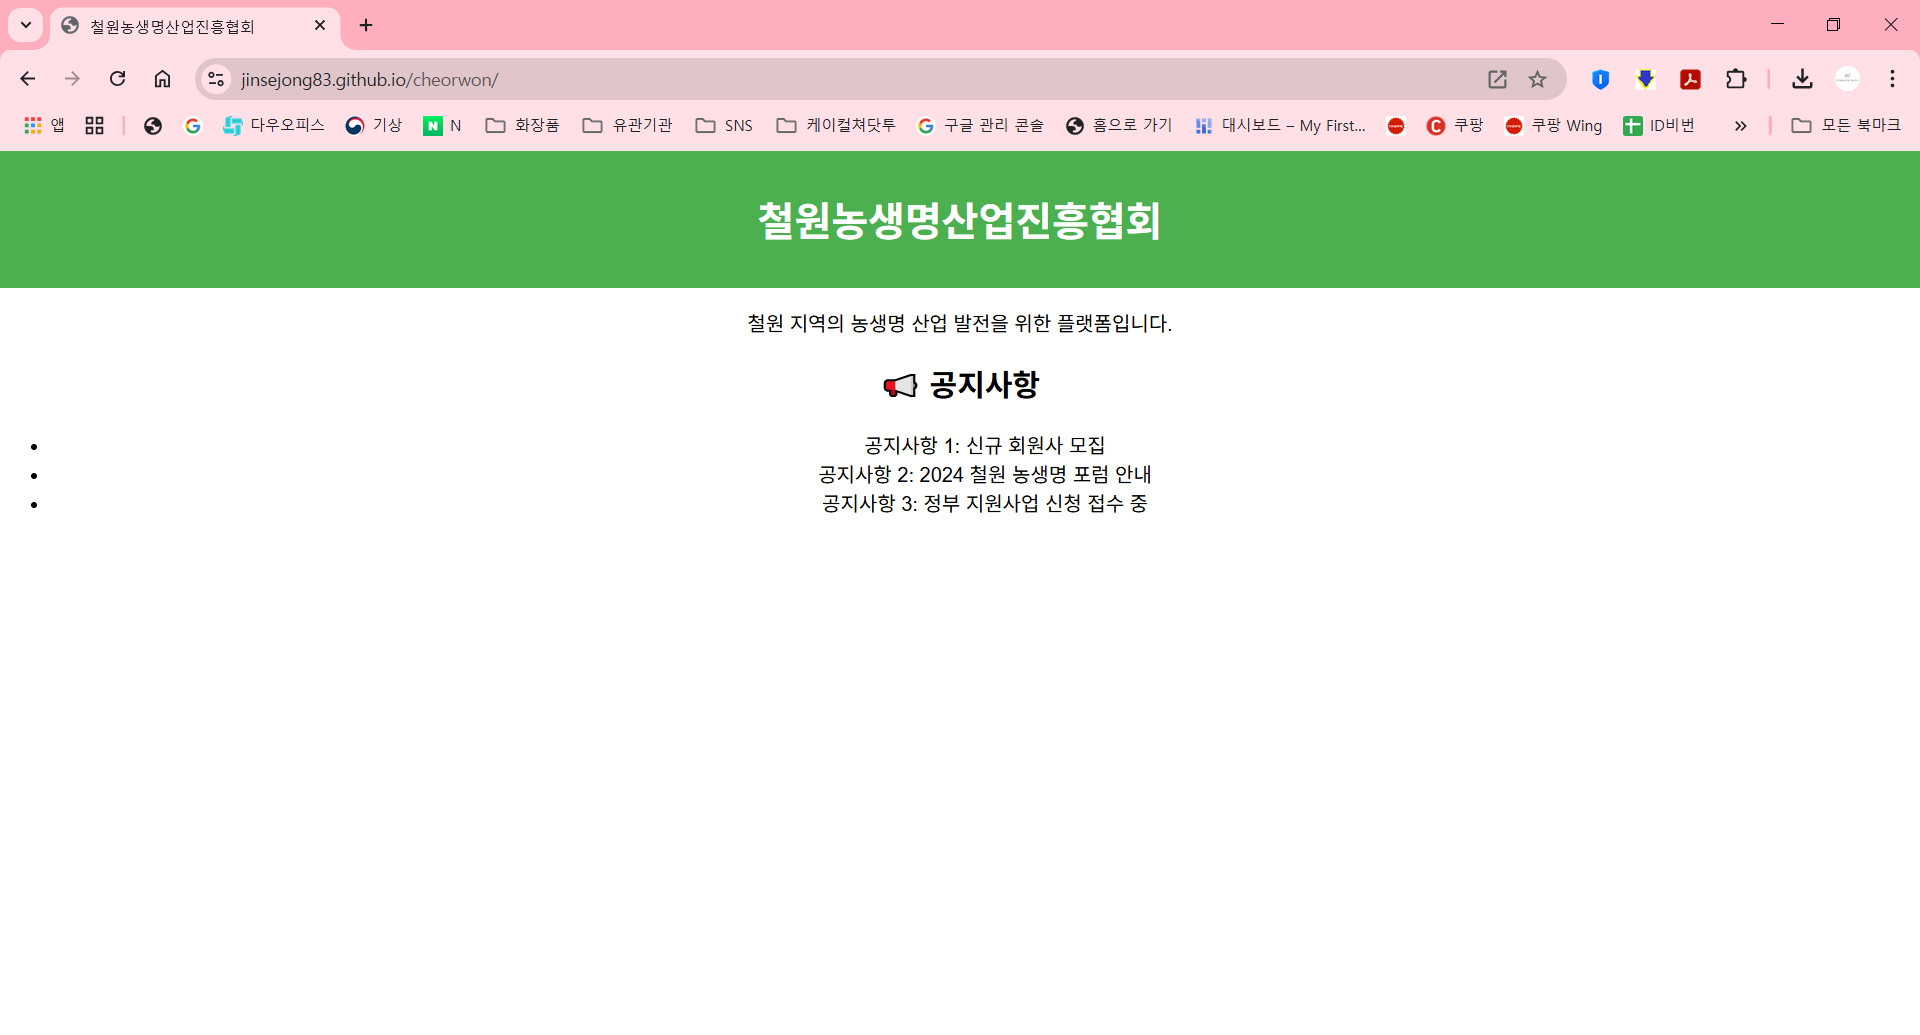 철원농생명산업진흥협회
jinsejong83.github.io/cheorwon/
앱 다우오피스 기상 N 화장품 유관기관 SNS 케이컬쳐닷투 구글 관리 콘솔 홈으로 가기 대시보드 – My First... 쿠팡 쿠팡 Wing ID비번 » 모든 북마크
철원농생명산업진흥협회
철원 지역의 농생명 산업 발전을 위한 플랫폼입니다.
📢 공지사항
• 공지사항 1: 신규 회원사 모집
• 공지사항 2: 2024 철원 농생명 포럼 안내
• 공지사항 3: 정부 지원사업 신청 접수 중